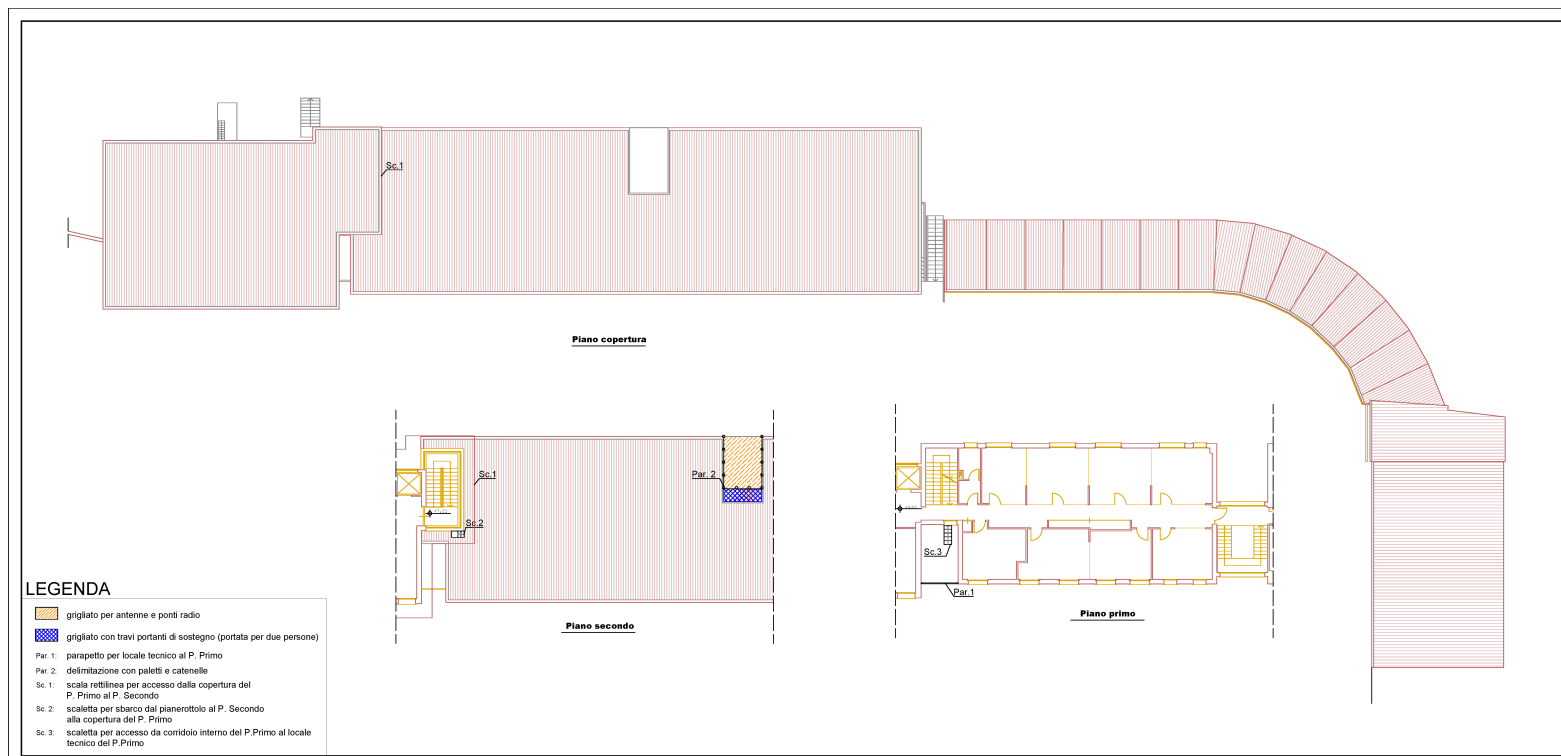 Sc.1
Piano copertura
Sc.1
Par. 2
Sc.2
Piano secondo
Sc.3
Par.1
Piano primo
LEGENDA
grigliato per antenne e ponti radio
grigliato con travi portanti di sostegno (portata per due persone)
Par. 1: parapetto per locale tecnico al P. Primo
Par. 2: delimitazione con paletti e catenelle
Sc. 1: scala rettilinea per accesso dalla copertura del
P. Primo al P. Secondo
Sc. 2: scaletta per sbarco dal pianerottolo al P. Secondo
alla copertura del P. Primo
Sc. 3: scaletta per accesso da corridoio interno del P.Primo al locale
tecnico del P.Primo